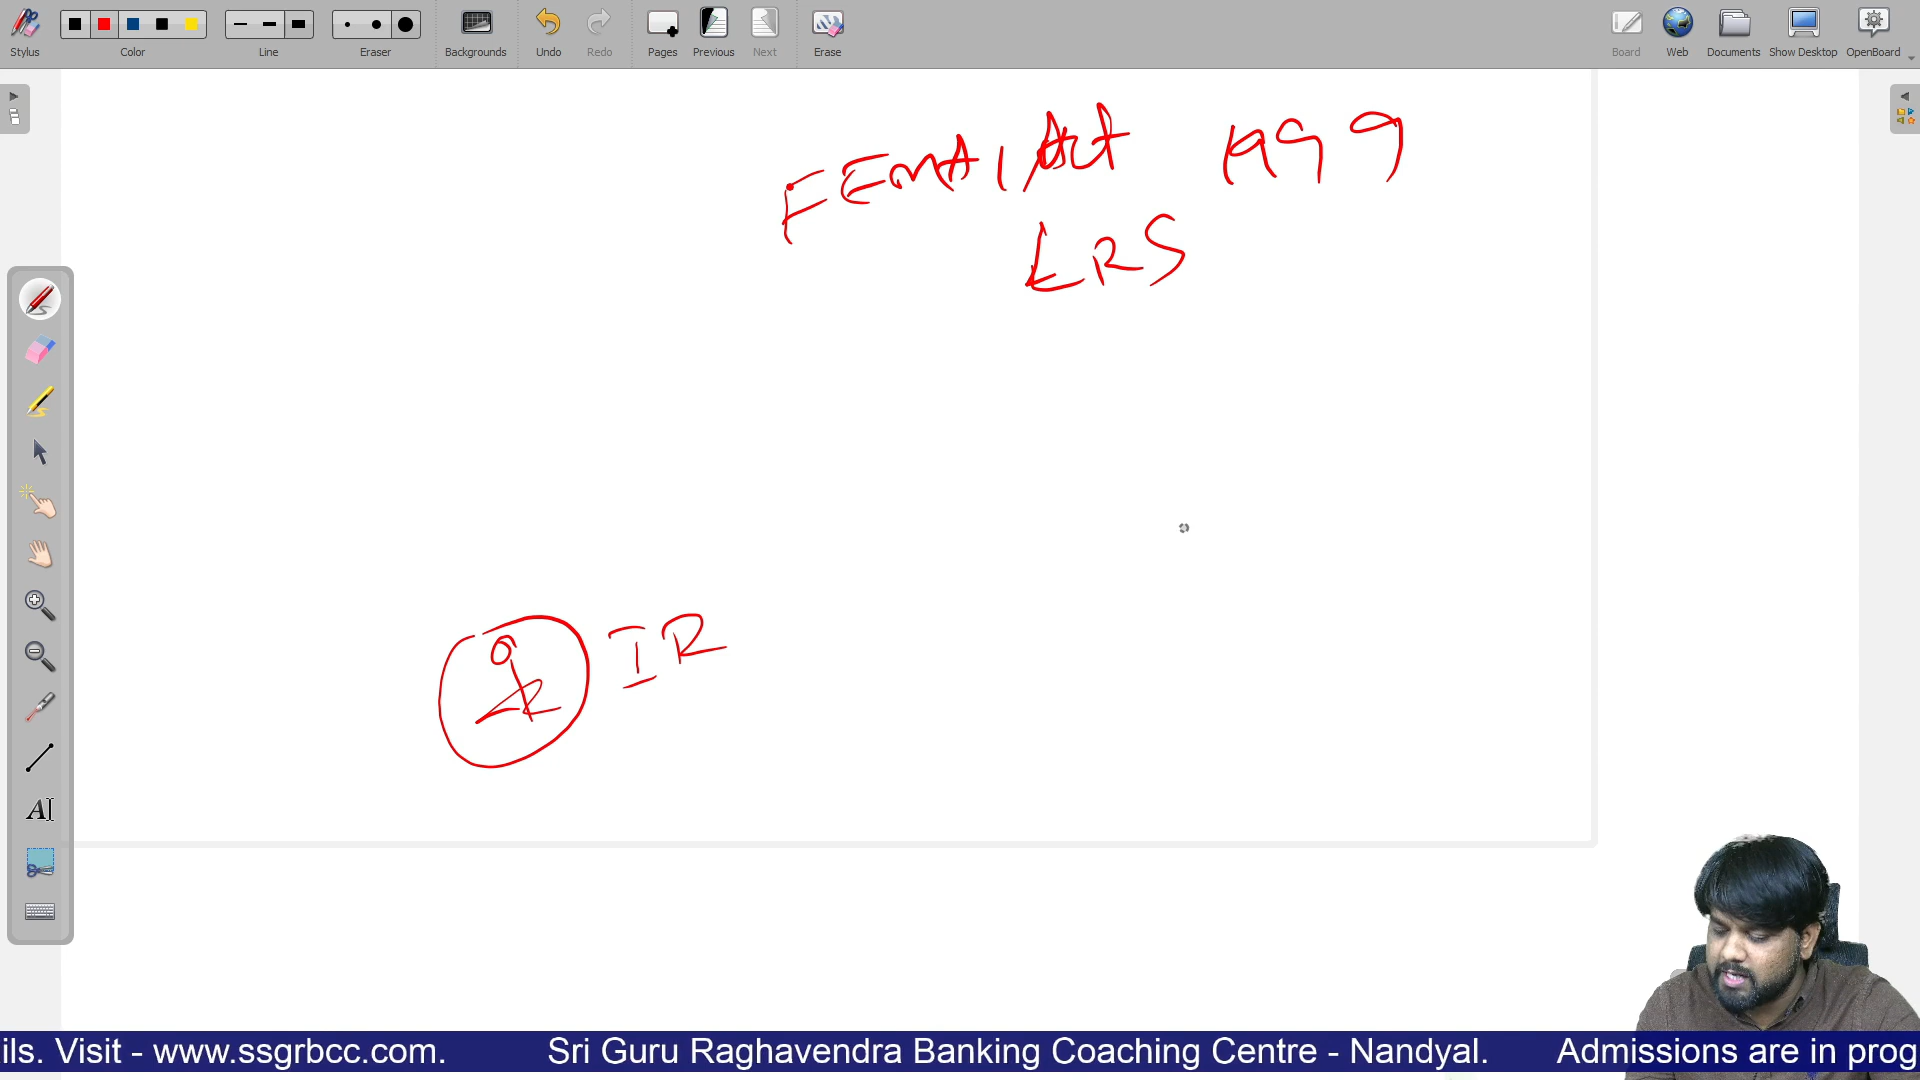 Stylus Color Line Eraser Backgrounds Undo Redo Pages Previous Next Erase Board Web Documents Show Desktop OpenBoard
FEMA, Act 1999
LRS
IR
ils. Visit - www.ssgrbcc.com. Sri Guru Raghavendra Banking Coaching Centre - Nandyal. Admissions are in prog